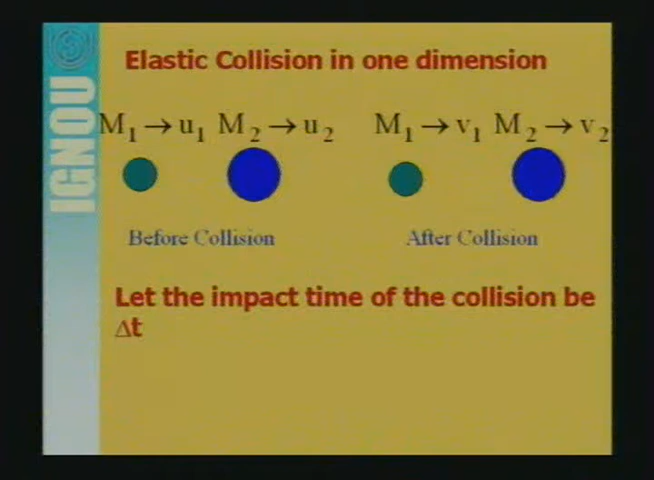 Elastic Collision in one dimension
M₁ → u₁ M₂ → u₂ M₁ → v₁ M₂ → v₂
Before Collision After Collision
Let the impact time of the collision be
Δt
IGNOU